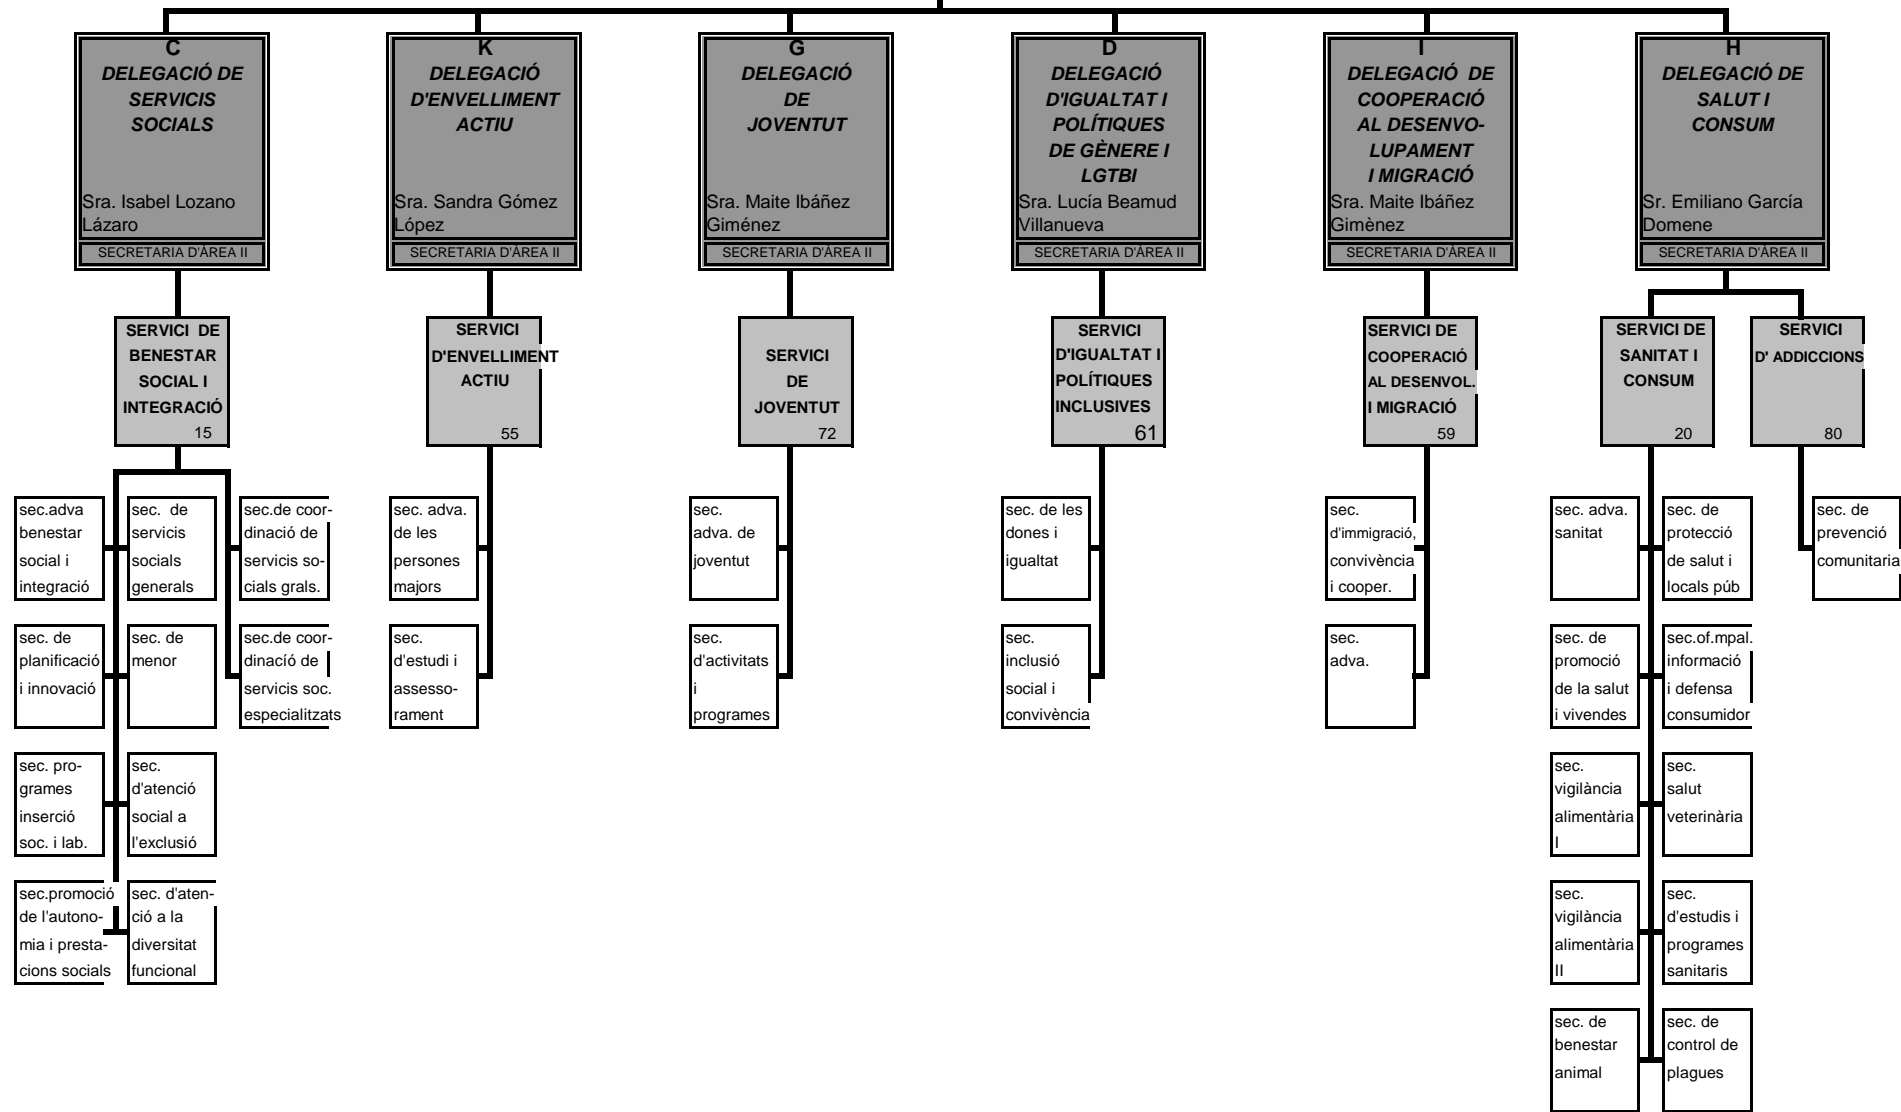 C
DELEGACIÓ DE
SERVICIS
SOCIALS
Sra. Isabel Lozano
Lázaro
SECRETARIA D'ÀREA II
K
DELEGACIÓ
D'ENVELLIMENT
ACTIU
Sra. Sandra Gómez
López
SECRETARIA D'ÀREA II
G
DELEGACIÓ
DE
JOVENTUT
Sra. Maite Ibáñez
Giménez
SECRETARIA D'ÀREA II
D
DELEGACIÓ
D'IGUALTAT I
POLÍTIQUES
DE GÈNERE I
LGTBI
Sra. Lucía Beamud
Villanueva
SECRETARIA D'ÀREA II
I
DELEGACIÓ DE
COOPERACIÓ
AL DESENVO-
LUPAMENT
I MIGRACIÓ
Sra. Maite Ibáñez
Gimènez
SECRETARIA D'ÀREA II
H
DELEGACIÓ DE
SALUT I
CONSUM
Sr. Emiliano García
Domene
SECRETARIA D'ÀREA II
SERVICI DE
BENESTAR
SOCIAL I
INTEGRACIÓ
15
SERVICI
D'ENVELLIMENT
ACTIU
55
SERVICI
DE
JOVENTUT
72
SERVICI
D'IGUALTAT I
POLÍTIQUES
INCLUSIVES
61
SERVICI DE
COOPERACIÓ
AL DESENVOL.
I MIGRACIÓ
59
SERVICI DE
SANITAT I
CONSUM
20
SERVICI
D' ADDICCIONS
80
sec.adva
benestar
social i
integració
sec. de
servicis
socials
generals
sec.de coor-
dinació de
servicis so-
cials grals.
sec. adva.
de les
persones
majors
sec.
adva. de
joventut
sec. de les
dones i
igualtat
sec.
d'immigració,
convivència
i cooper.
sec. adva.
sanitat
sec. de
protecció
de salut i
locals púb
sec. de
prevenció
comunitaria
sec. de
planificació
i innovació
sec. de
menor
sec.de coor-
dinacíó de
servicis soc.
especialitzats
sec.
d'estudi i
assesso-
rament
sec.
d'activitats
i
programes
sec.
inclusió
social i
convivència
sec.
adva.
sec. de
promoció
de la salut
i vivendes
sec.of.mpal.
informació
i defensa
consumidor
sec. pro-
grames
inserció
soc. i lab.
sec.
d'atenció
social a
l'exclusió
sec.
vigilància
alimentària
I
sec.
salut
veterinària
sec.promoció
de l'autono-
mia i presta-
cions socials
sec. d'aten-
ció a la
diversitat
funcional
sec.
vigilància
alimentària
II
sec.
d'estudis i
programes
sanitaris
sec. de
benestar
animal
sec. de
control de
plagues